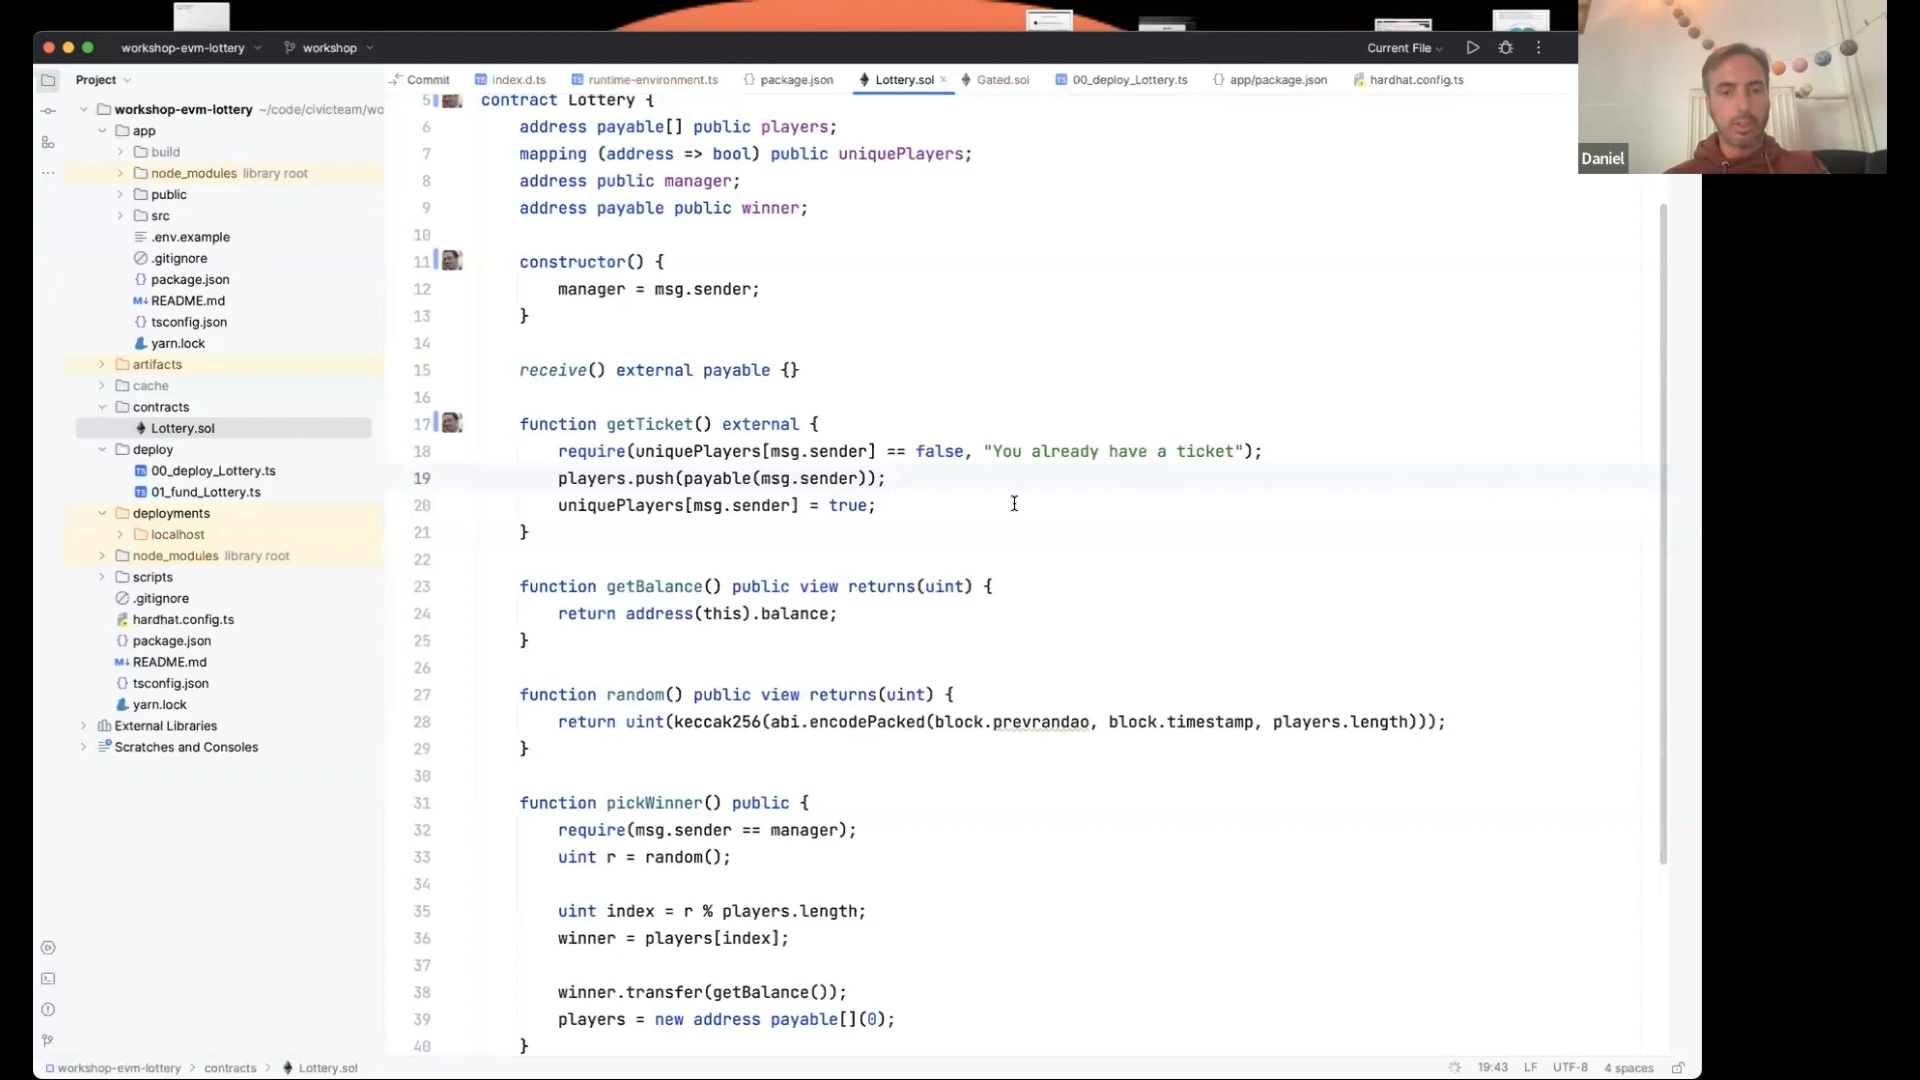 workshop-evm-lottery
workshop
Current File
Project
Commit
index.d.ts
runtime-environment.ts
package.json
Lottery.sol
Gated.sol
00_deploy_Lottery.ts
app/package.json
hardhat.config.ts
Daniel
workshop-evm-lottery ~/code/civicteam/wo
app
build
node_modules library root
public
src
.env.example
.gitignore
package.json
README.md
tsconfig.json
yarn.lock
artifacts
cache
contracts
Lottery.sol
deploy
00_deploy_Lottery.ts
01_fund_Lottery.ts
deployments
localhost
node_modules library root
scripts
.gitignore
hardhat.config.ts
package.json
README.md
tsconfig.json
yarn.lock
External Libraries
Scratches and Consoles
5 contract Lottery {
6 address payable[] public players;
7 mapping (address => bool) public uniquePlayers;
8 address public manager;
9 address payable public winner;
10
11 constructor() {
12 manager = msg.sender;
13 }
14
15 receive() external payable {}
16
17 function getTicket() external {
18 require(uniquePlayers[msg.sender] == false, "You already have a ticket");
19 players.push(payable(msg.sender));
20 uniquePlayers[msg.sender] = true;
21 }
22
23 function getBalance() public view returns(uint) {
24 return address(this).balance;
25 }
26
27 function random() public view returns(uint) {
28 return uint(keccak256(abi.encodePacked(block.prevrandao, block.timestamp, players.length)));
29 }
30
31 function pickWinner() public {
32 require(msg.sender == manager);
33 uint r = random();
34
35 uint index = r % players.length;
36 winner = players[index];
37
38 winner.transfer(getBalance());
39 players = new address payable[](0);
40 }
workshop-evm-lottery > contracts > Lottery.sol
19:43 LF UTF-8 4 spaces